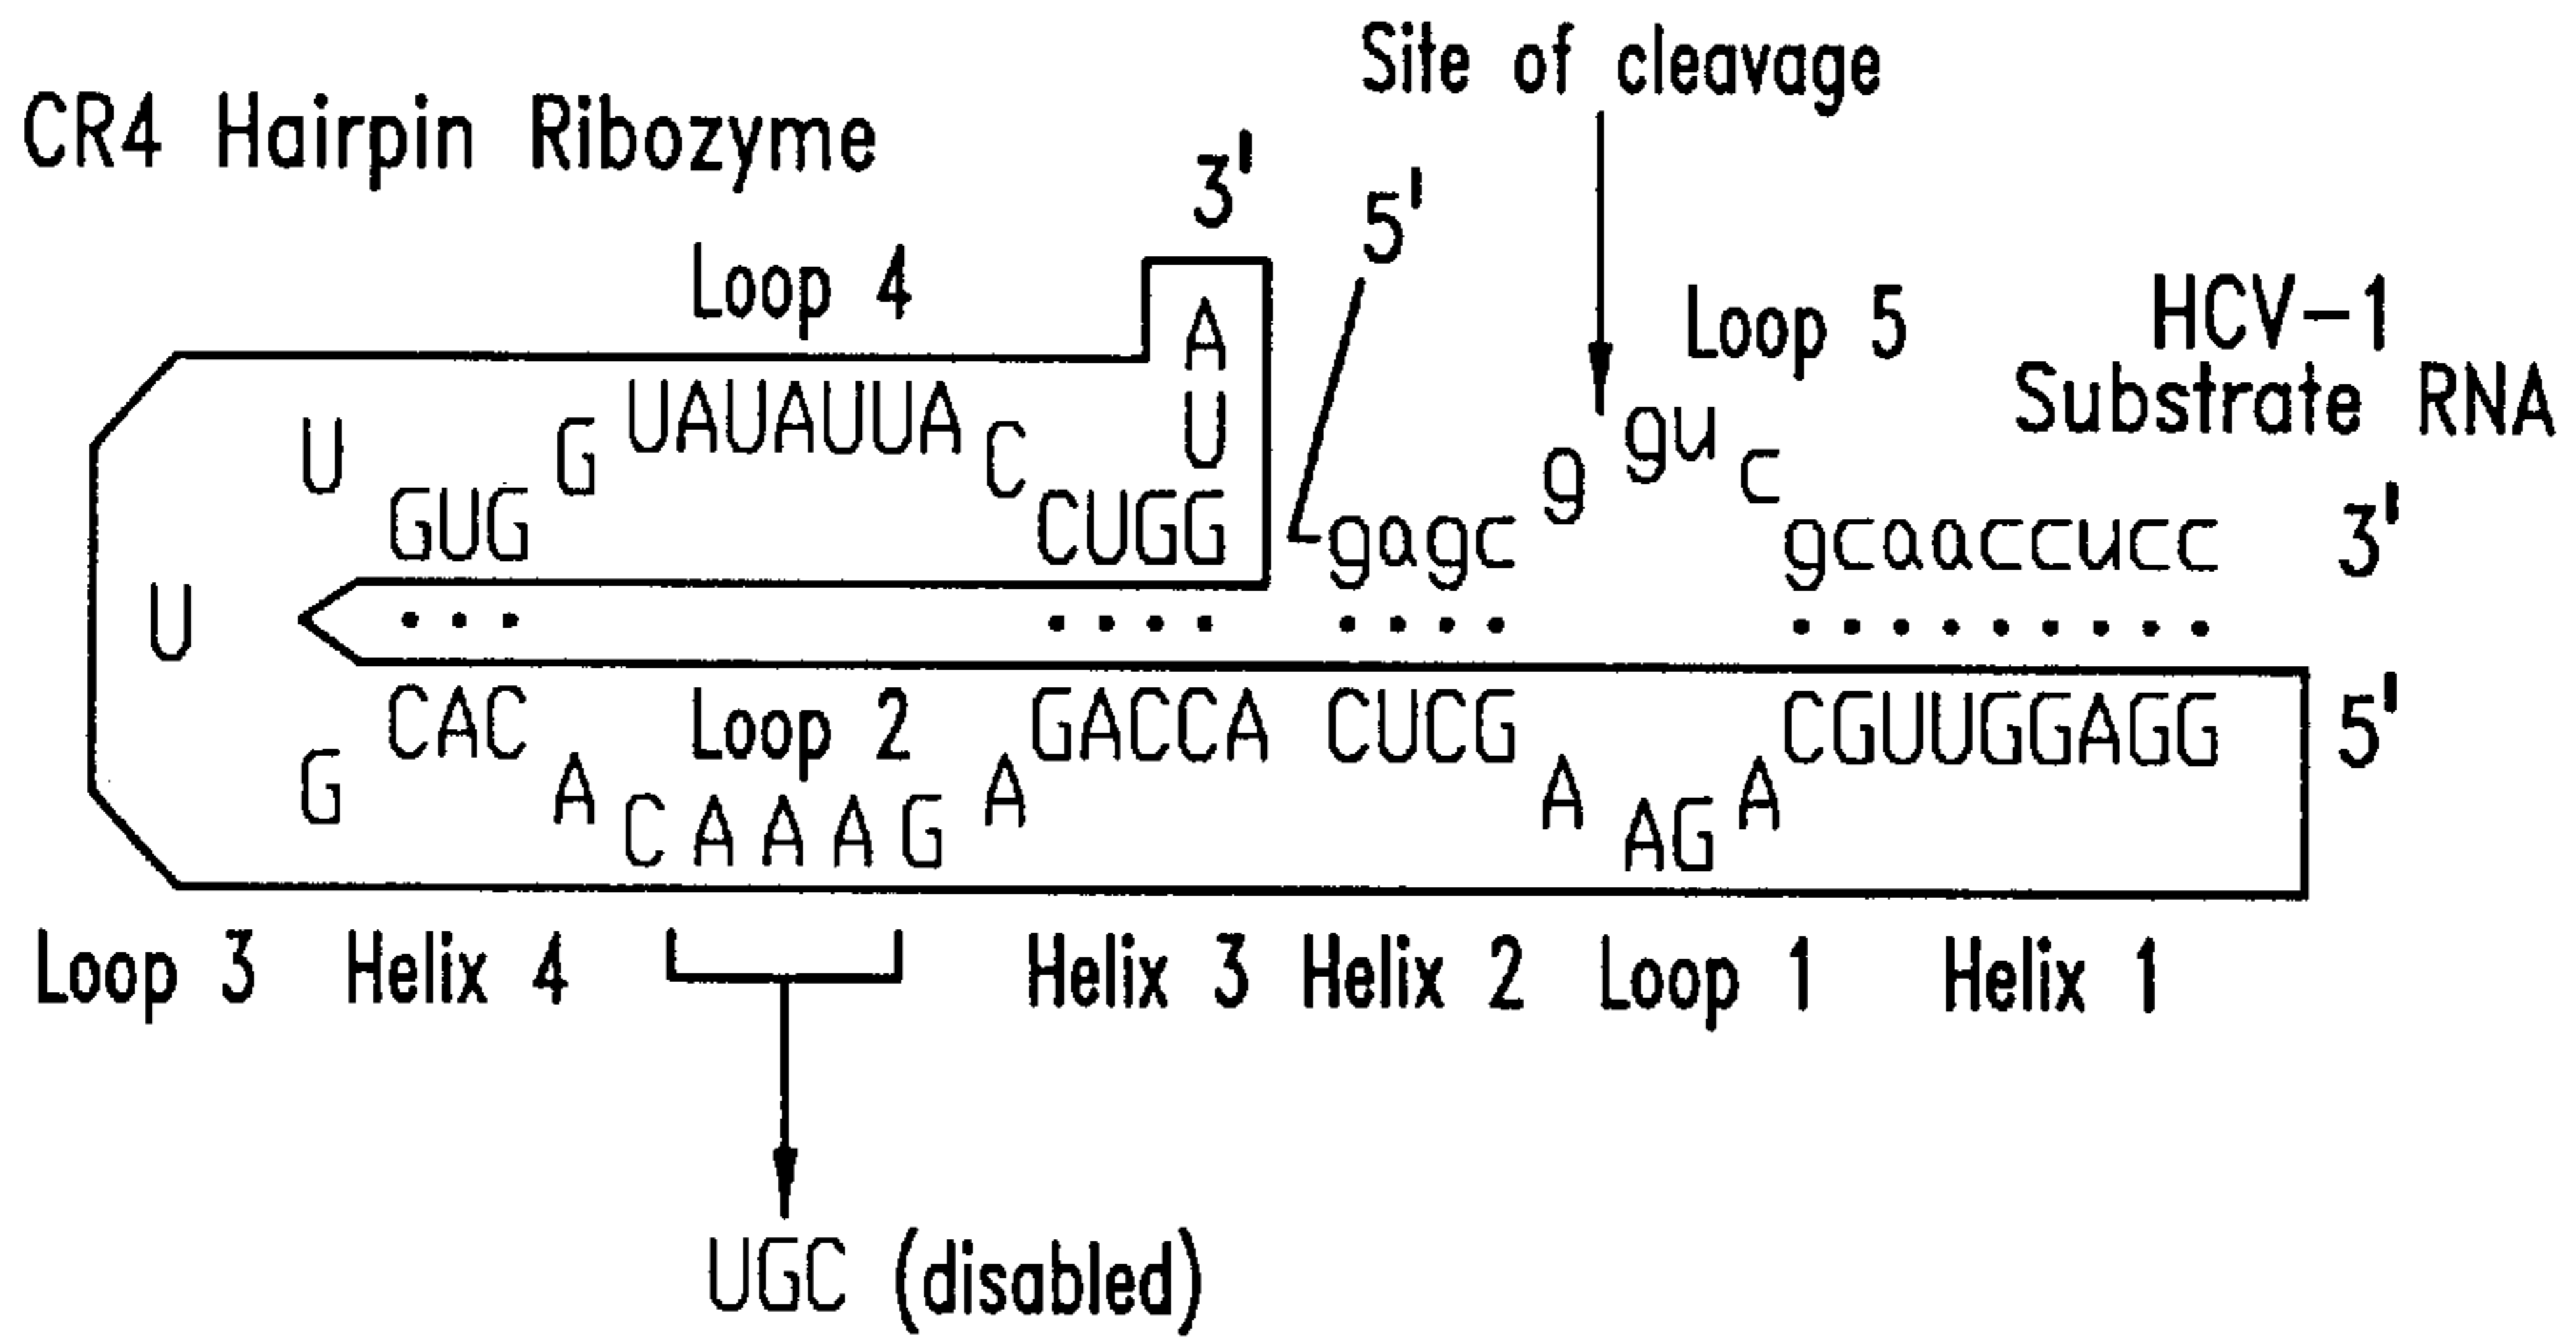 Site of cleavage
CR4 Hairpin Ribozyme
3' 5'
Loop 4 Loop 5 HCV-1
Substrate RNA
A
U G UAUAUUA C U g gu c
GUG CUGG gagc gcaaccucc 3'
U
CAC Loop 2 GACCA CUCG CGUUGGAGG 5'
G A CAAAG A A AG A
Loop 3 Helix 4 Helix 3 Helix 2 Loop 1 Helix 1
UGC (disabled)